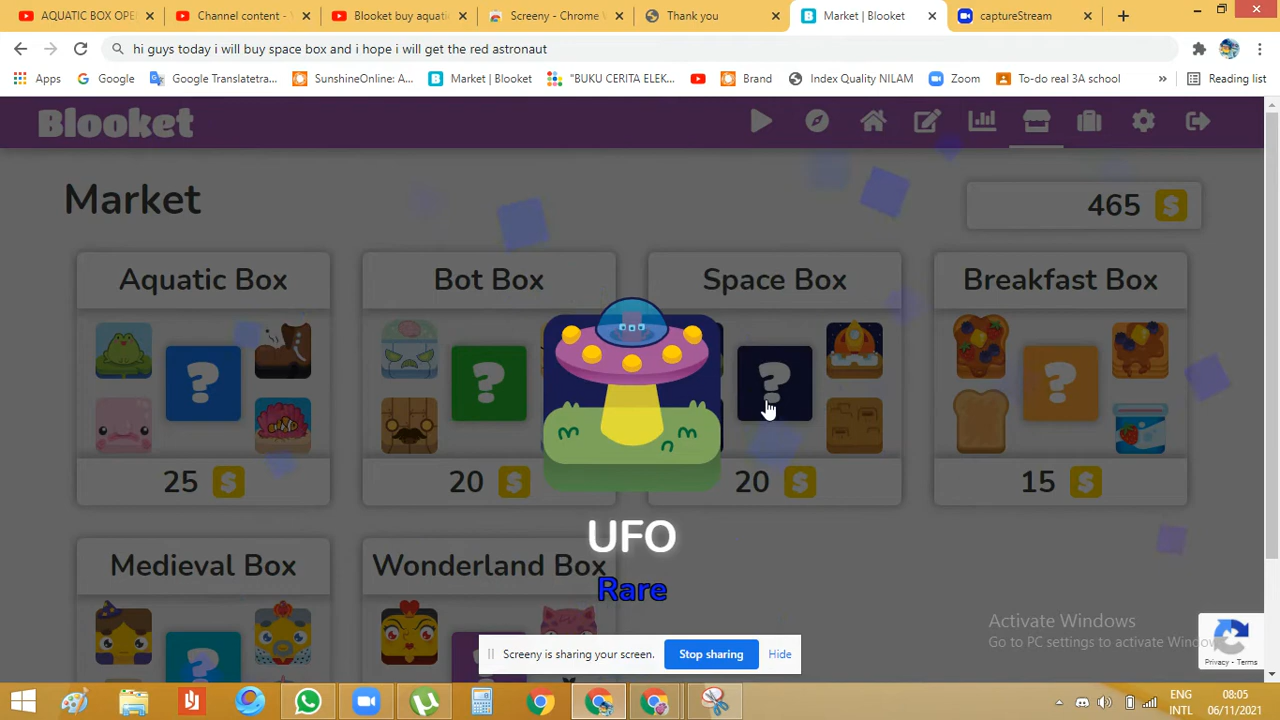 AQUATIC BOX OPE
Channel content -
Blooket buy aquati
Screeny - Chrome
Thank you
Market | Blooket
captureStream
hi guys today i will buy space box and i hope i will get the red astronaut
Apps
Google
Google Translatetra...
SunshineOnline: A...
Market | Blooket
"BUKU CERITA ELEK...
Brand
Index Quality NILAM
Zoom
To-do real 3A school
»
Reading list
Blooket
Market
465 $
Aquatic Box
Bot Box
Space Box
Breakfast Box
?
?
?
?
25 $
20 $
20 $
15 $
UFO
Rare
Medieval Box
Wonderland Box
Activate Windows
Go to PC settings to activate Windows
Screeny is sharing your screen.
Stop sharing
Hide
Privacy - Terms
ENG
INTL
08:05
06/11/2021